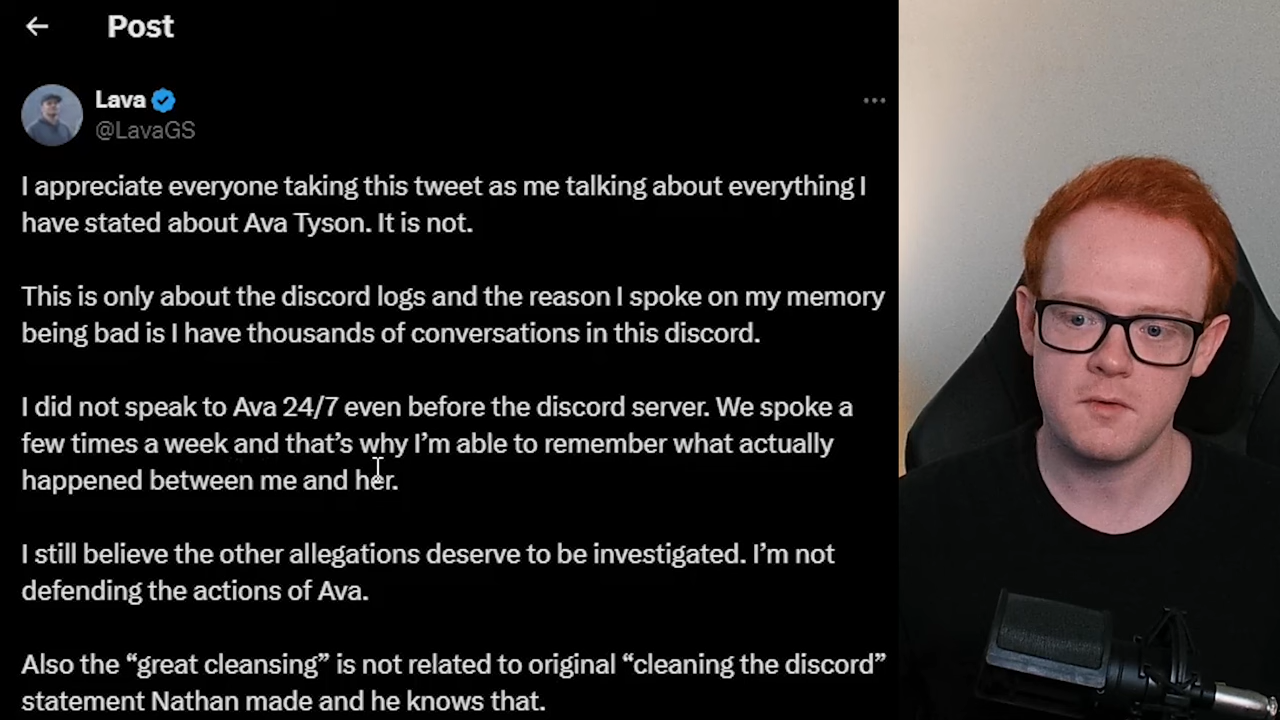 Post
Lava
@LavaGS
I appreciate everyone taking this tweet as me talking about everything I
have stated about Ava Tyson. It is not.
This is only about the discord logs and the reason I spoke on my memory
being bad is I have thousands of conversations in this discord.
I did not speak to Ava 24/7 even before the discord server. We spoke a
few times a week and that’s why I’m able to remember what actually
happened between me and her.
I still believe the other allegations deserve to be investigated. I’m not
defending the actions of Ava.
Also the “great cleansing” is not related to original “cleaning the discord”
statement Nathan made and he knows that.